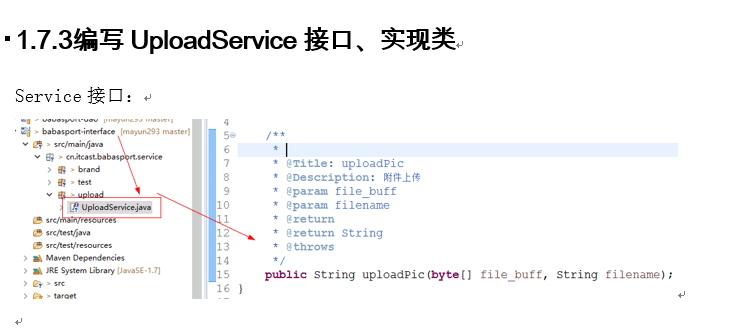 1.7.3编写 UploadService 接口、实现类
Service 接口：
babasport-interface [mayun293 master]
src/main/java
cn.itcast.babasport.service
brand
test
upload
UploadService.java
src/main/resources
src/test/java
src/test/resources
Maven Dependencies
JRE System Library [JavaSE-1.7]
src
target
4
5 /**
6 *
7 * @Title: uploadPic
8 * @Description: 附件上传
9 * @param file_buff
10 * @param filename
11 * @return
12 * @return String
13 * @throws
14 */
15 public String uploadPic(byte[] file_buff, String filename);
16 }